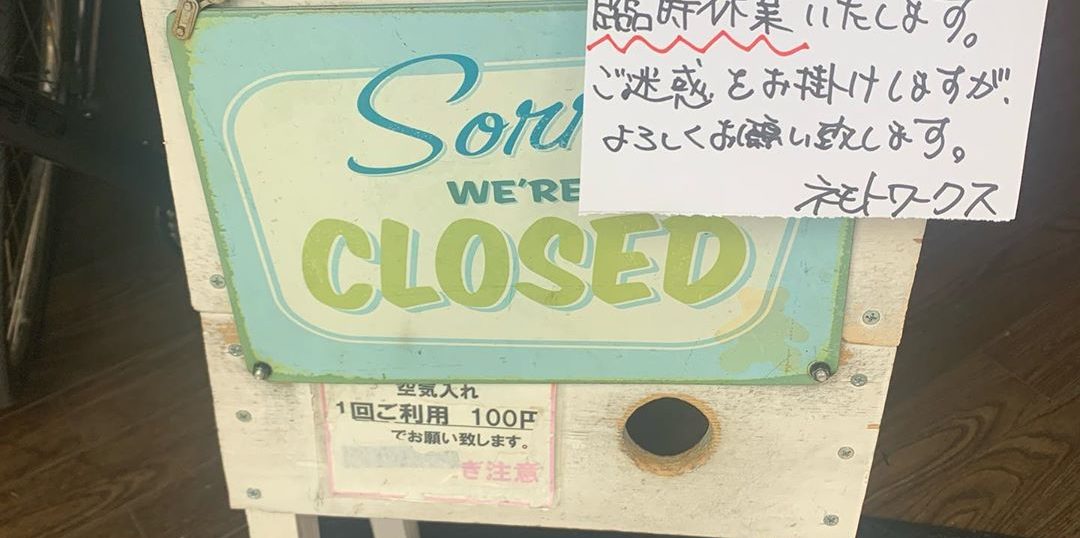 臨時休業いたします。
ご迷惑をお掛けしますが、
よろしくお願い致します。
ネモトワークス
Sorr
WE'RE
CLOSED
空気入れ
1回ご利用 100円
でお願い致します。
き注意